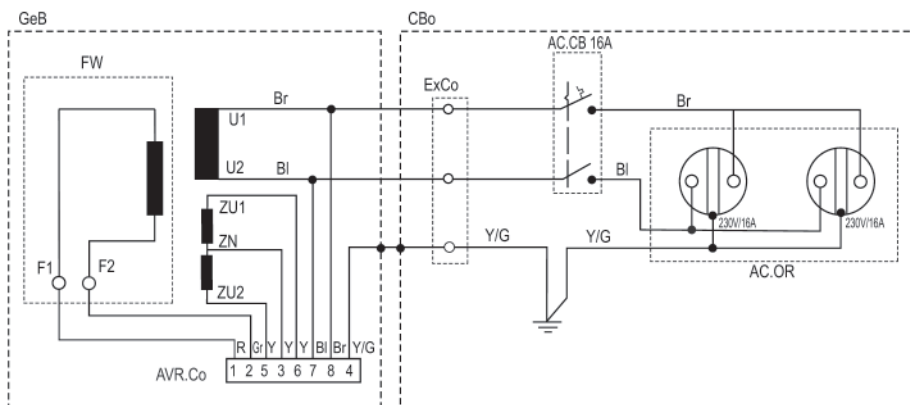 GeB
CBo
AC.CB 16A
FW
ExCo
Br
Br
U1
U2
Bl
Bl
ZU1
ZN
ZU2
Y/G
Y/G
230V/16A
230V/16A
AC.OR
F1
F2
R Gr Y Y Y Bl Br Y/G
AVR.Co
1 2 5 3 6 7 8 4